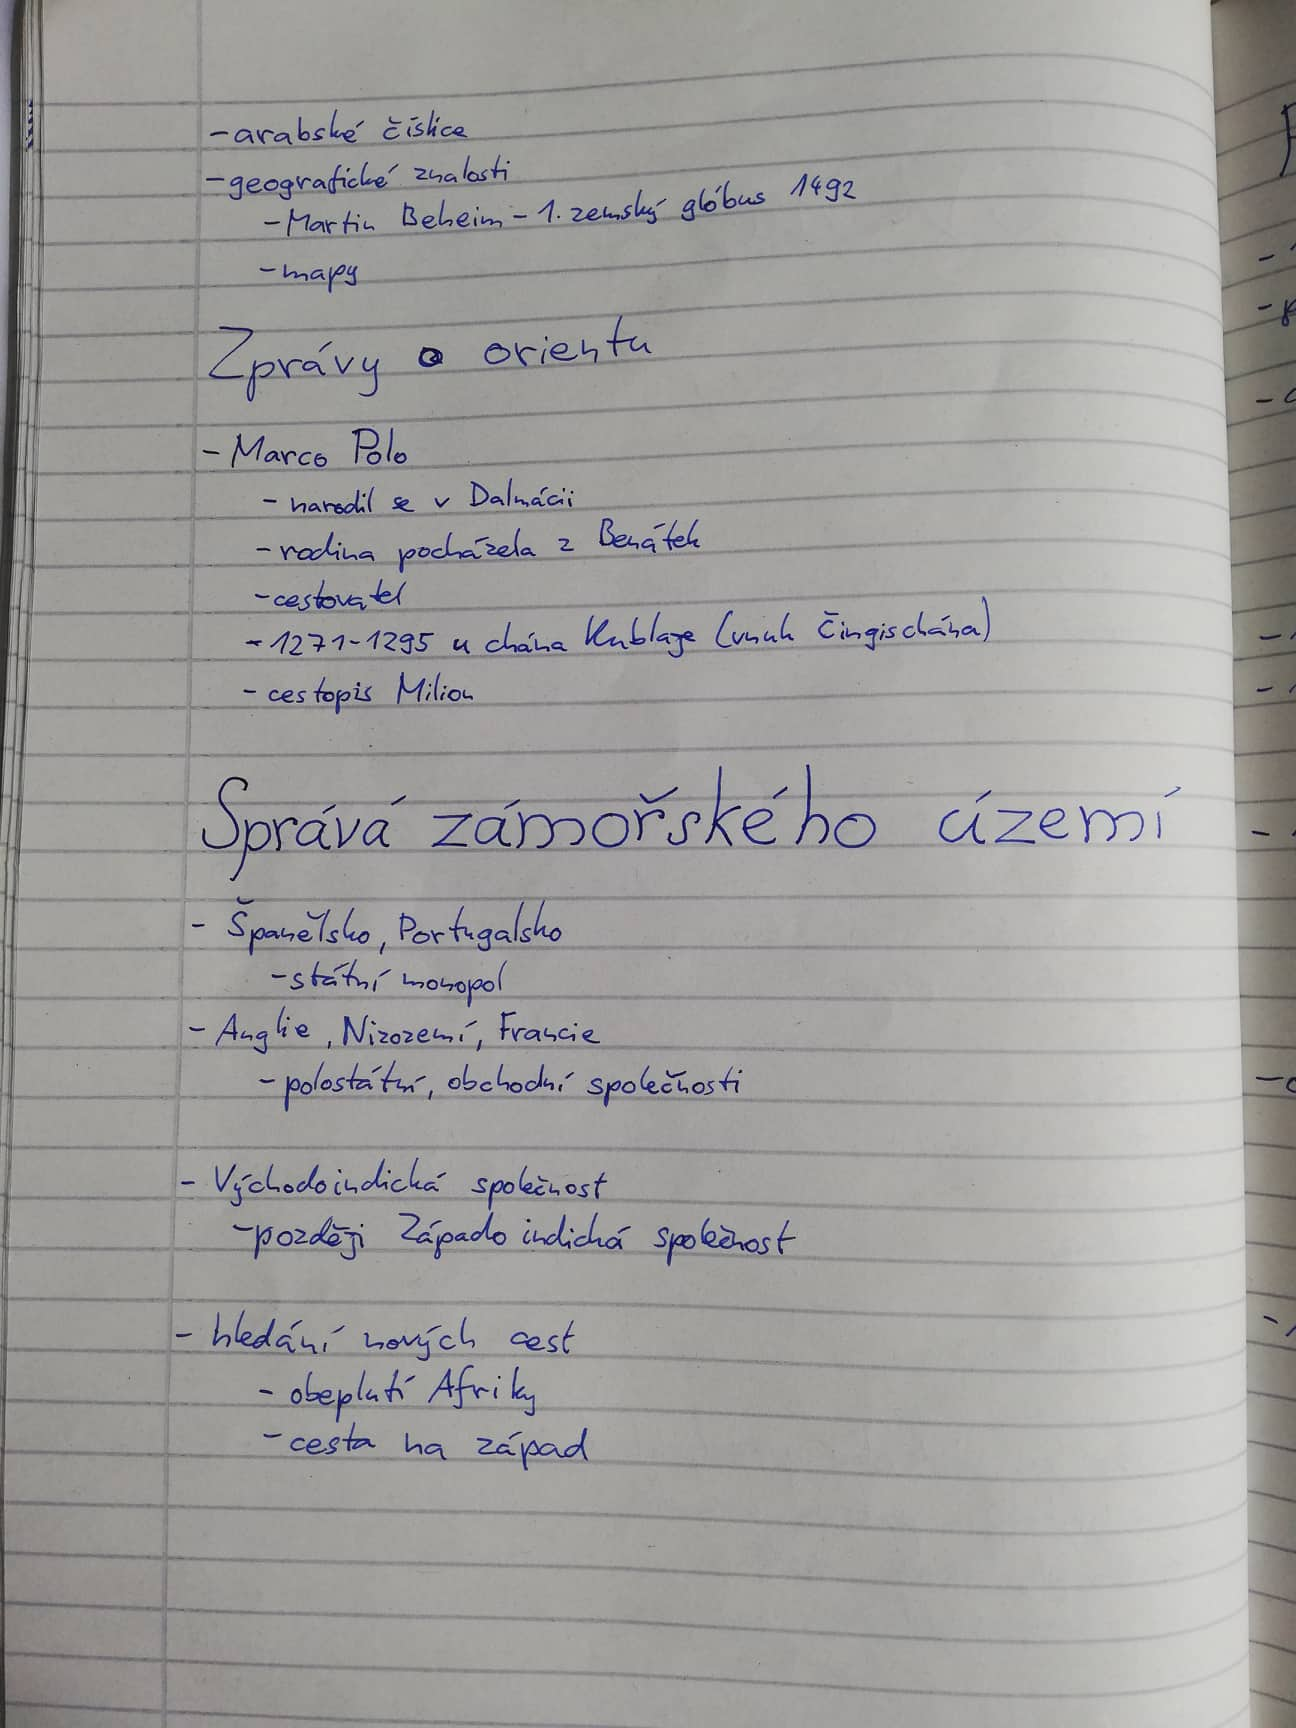 -arabské číslice
-geografické znalosti
-Martin Beheim - 1. zemský glóbus 1492
-mapy
Zprávy o orientu
- Marco Polo
- narodil se v Dalmácii
-rodina pocházela z Benátek
-cestovatel
-1271-1295 u chána Kublaje (vnuk Čingischána)
-cestopis Milion
Správá zámořského území
- Španělsko, Portugalsko
-státní monopol
- Anglie, Nizozemí, Francie
-polostátní, obchodní společnosti
- Východoindická společnost
-později Západoindická společnost
- hledání nových cest
- obeplutí Afriky
-cesta na západ